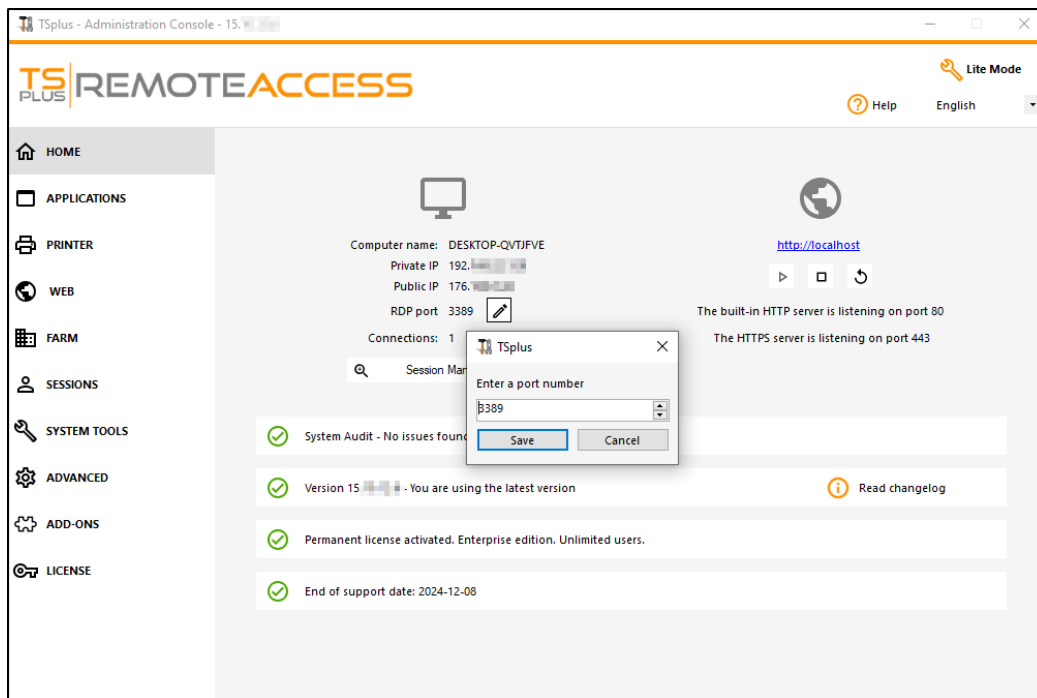 TSplus - Administration Console - 15.
TS PLUS REMOTEACCESS
Lite Mode
Help English
HOME
APPLICATIONS
PRINTER
WEB
FARM
SESSIONS
SYSTEM TOOLS
ADVANCED
ADD-ONS
LICENSE
Computer name: DESKTOP-QVTJFVE
Private IP 192.
Public IP 176.
RDP port 3389
Connections: 1
Session Man
http://localhost
The built-in HTTP server is listening on port 80
The HTTPS server is listening on port 443
TSplus
Enter a port number
3389
Save Cancel
System Audit - No issues found
Version 15 - You are using the latest version
Read changelog
Permanent license activated. Enterprise edition. Unlimited users.
End of support date: 2024-12-08